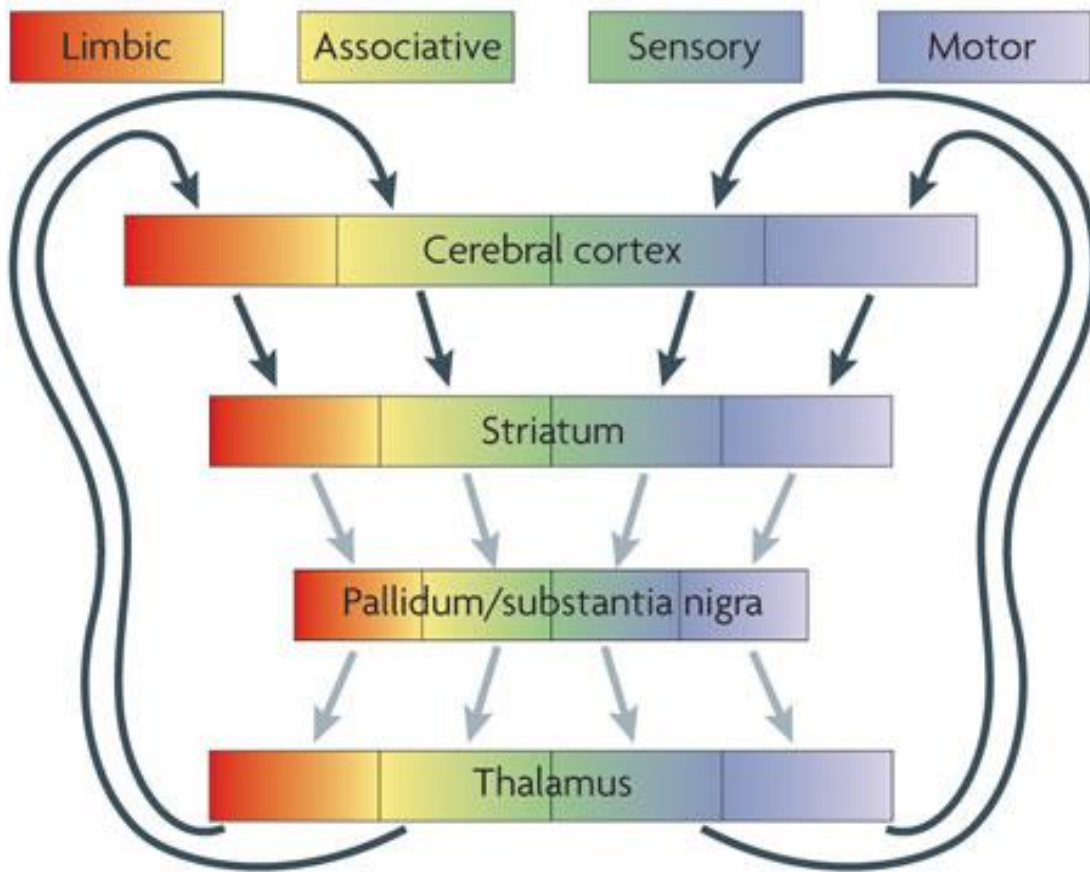 Limbic
Associative
Sensory
Motor
Cerebral cortex
Striatum
Pallidum/substantia nigra
Thalamus